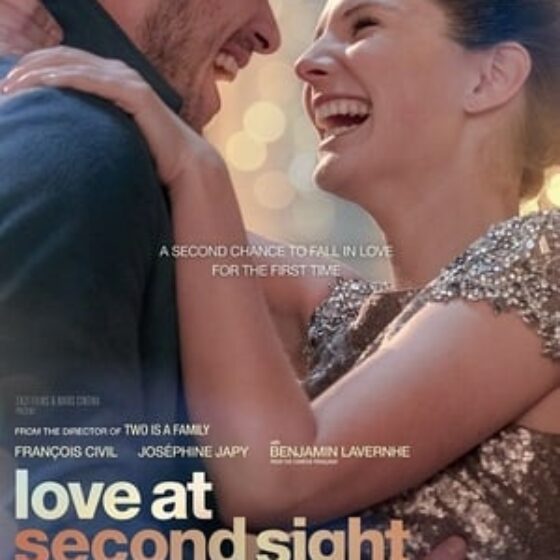 A SECOND CHANCE TO FALL IN LOVE
FOR THE FIRST TIME
FROM THE DIRECTOR OF TWO IS A FAMILY
FRANÇOIS CIVIL JOSÉPHINE JAPY BENJAMIN LAVERNHE
love at
second sight